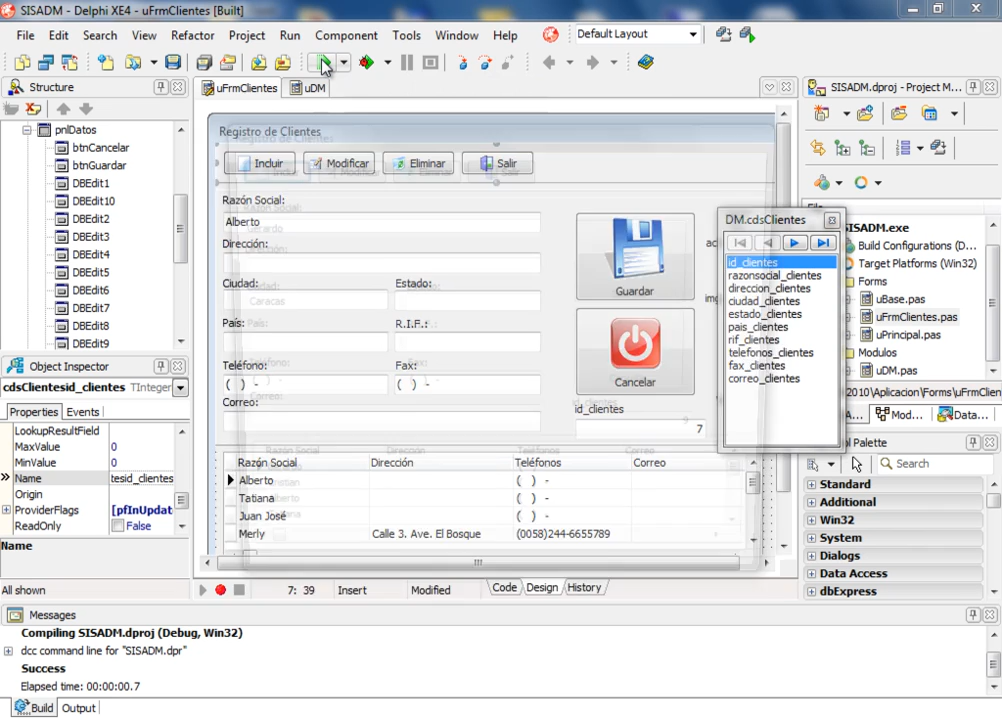 SISADM - Delphi XE4 - uFrmClientes [Built]
File Edit Search View Refactor Project Run Component Tools Window Help
Default Layout
Structure
uFrmClientes
uDM
SISADM.dproj - Project M...
pnlDatos
btnCancelar
btnGuardar
DBEdit1
DBEdit10
DBEdit2
DBEdit3
DBEdit4
DBEdit5
DBEdit6
DBEdit7
DBEdit8
DBEdit9
Object Inspector
cdsClientesid_clientes TInteger
Properties Events
LookupResultField
MaxValue 0
MinValue 0
Name tesid_clientes
Origin
ProviderFlags [pfInUpdat
ReadOnly False
Name
All shown
Registro de Clientes
Incluir
Modificar
Eliminar
Salir
Razón Social:
Alberto
Dirección:
Ciudad:
Estado:
Caracas
País:
R.I.F.:
Teléfono:
Fax:
( ) -
( ) -
Correo:
Guardar
Cancelar
id_clientes
7
Razón Social Dirección Teléfonos Correo
Alberto ( ) -
Tatiana ( ) -
Juan José ( ) -
Merly Calle 3. Ave. El Bosque (0058)244-6655789
DM.cdsClientes
id_clientes
razonsocial_clientes
direccion_clientes
ciudad_clientes
estado_clientes
pais_clientes
rif_clientes
telefonos_clientes
fax_clientes
correo_clientes
File
SISADM.exe
Build Configurations (D...
Target Platforms (Win32)
Forms
uBase.pas
uFrmClientes.pas
uPrincipal.pas
Modulos
uDM.pas
2010\Aplicacion\Forms\uFrmClien
Mod...
Data...
Palette
Search
Standard
Additional
Win32
System
Dialogs
Data Access
dbExpress
7: 39 Insert Modified Code Design History
Messages
Compiling SISADM.dproj (Debug, Win32)
dcc command line for "SISADM.dpr"
Success
Elapsed time: 00:00:00.7
Build Output